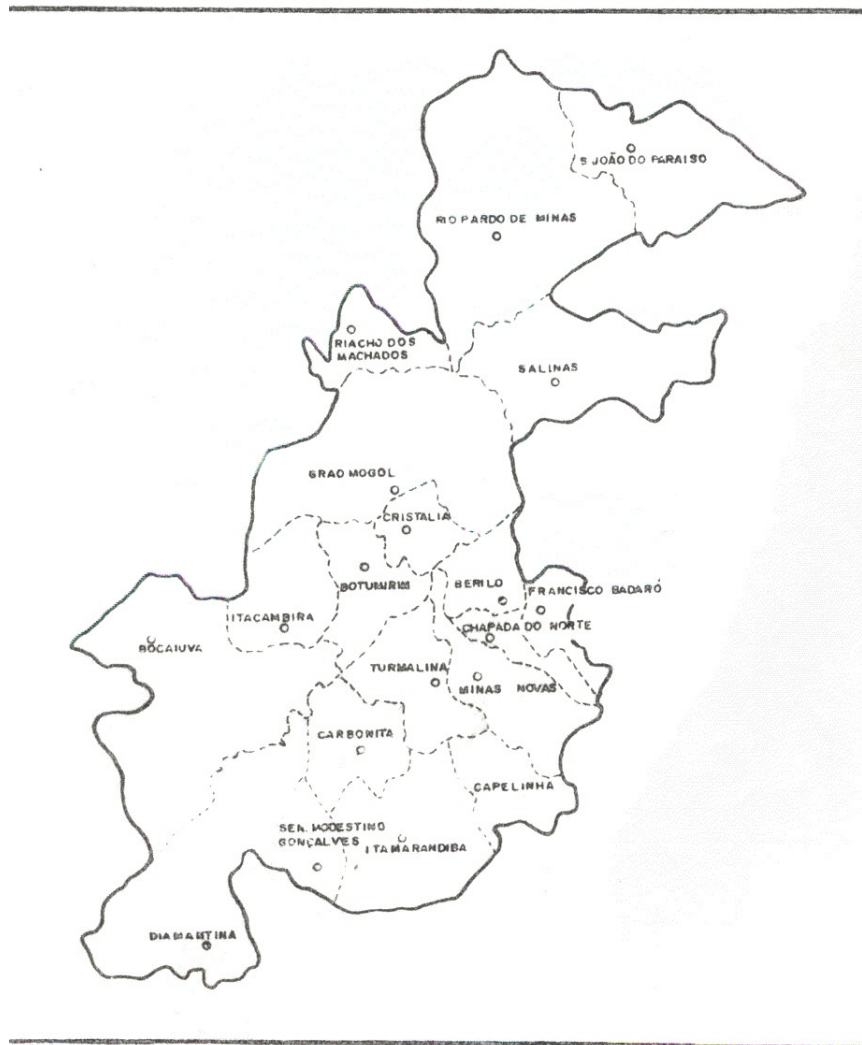 S JOÃO DO PARAISO
RIO PARDO DE MINAS
RIACHO DOS
MACHADOS
SALINAS
GRAO MOGOL
CRISTALIA
BOTUMIRIM
BERILO
FRANCISCO BADARÓ
ITACAMBIRA
CHAPADA DO NORTE
BOCAIUVA
TURMALINA
MINAS NOVAS
CARBONITA
CAPELINHA
SEN. MODESTINO
GONÇALVES
ITAMARANDIBA
DIAMANTINA